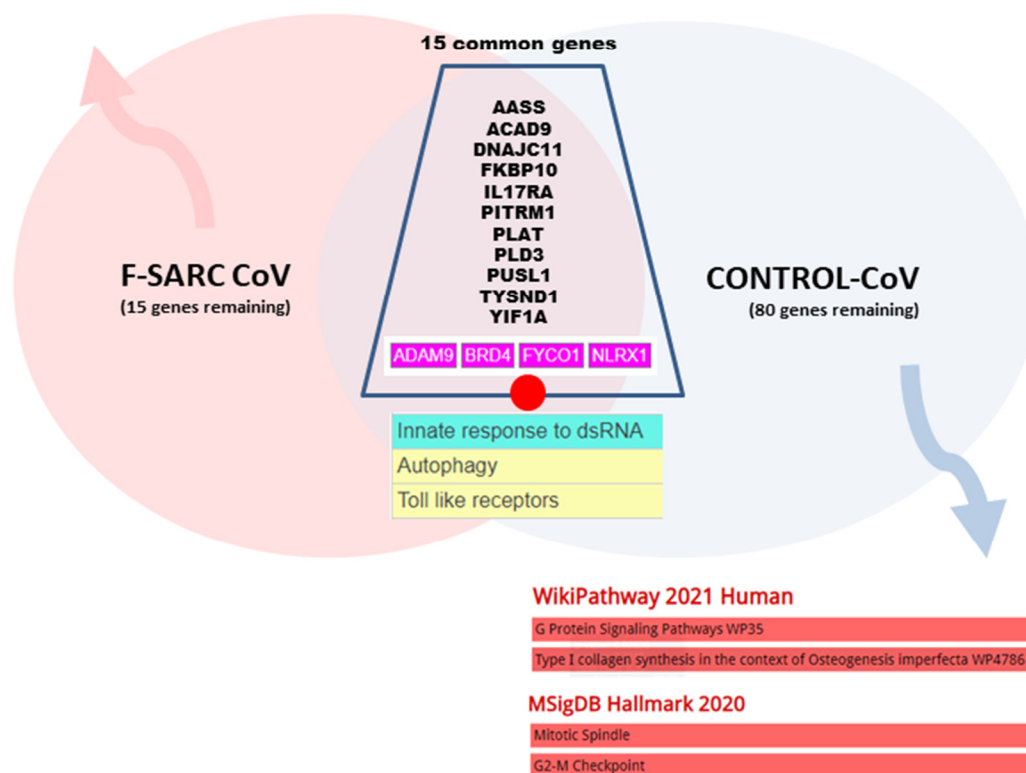 15 common genes
AASS
ACAD9
DNAJC11
FKBP10
IL17RA
PITRM1
PLAT
PLD3
PUSL1
TYSND1
YIF1A
F-SARC CoV
(15 genes remaining)
CONTROL-CoV
(80 genes remaining)
ADAM9 BRD4 FYCO1 NLRX1
Innate response to dsRNA
Autophagy
Toll like receptors
WikiPathway 2021 Human
G Protein Signaling Pathways WP35
Type I collagen synthesis in the context of Osteogenesis imperfecta WP4786
MSigDB Hallmark 2020
Mitotic Spindle
G2-M Checkpoint